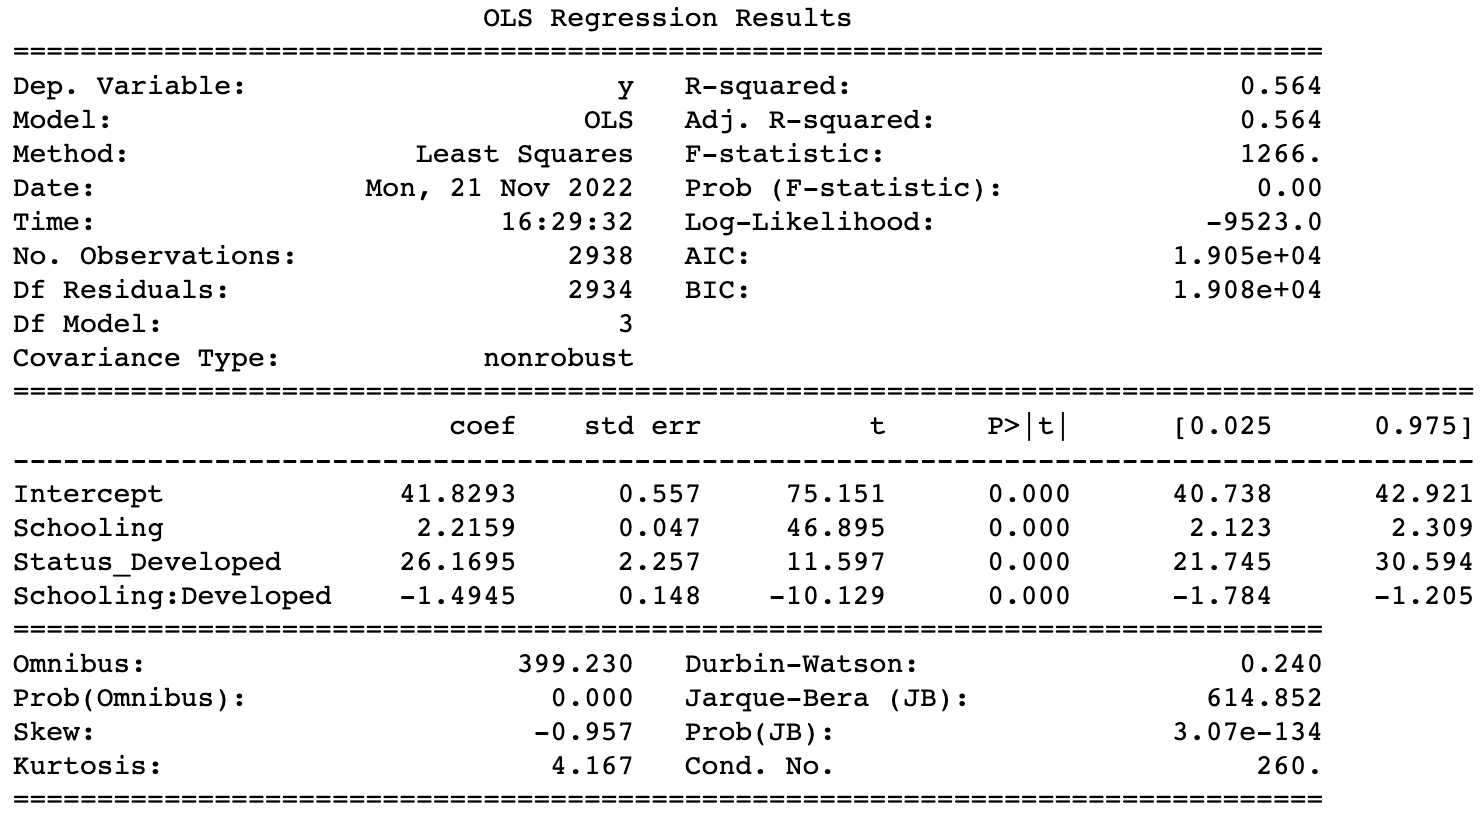 OLS Regression Results
==============================================================================
Dep. Variable:                      y   R-squared:                       0.564
Model:                            OLS   Adj. R-squared:                  0.564
Method:                 Least Squares   F-statistic:                     1266.
Date:                Mon, 21 Nov 2022   Prob (F-statistic):               0.00
Time:                        16:29:32   Log-Likelihood:                -9523.0
No. Observations:                2938   AIC:                         1.905e+04
Df Residuals:                    2934   BIC:                         1.908e+04
Df Model:                           3
Covariance Type:            nonrobust
=======================================================================================
                          coef    std err          t      P>|t|      [0.025      0.975]
---------------------------------------------------------------------------------------
Intercept              41.8293      0.557     75.151      0.000      40.738      42.921
Schooling               2.2159      0.047     46.895      0.000       2.123       2.309
Status_Developed       26.1695      2.257     11.597      0.000      21.745      30.594
Schooling:Developed    -1.4945      0.148    -10.129      0.000      -1.784      -1.205
==============================================================================
Omnibus:                      399.230   Durbin-Watson:                   0.240
Prob(Omnibus):                  0.000   Jarque-Bera (JB):              614.852
Skew:                          -0.957   Prob(JB):                    3.07e-134
Kurtosis:                       4.167   Cond. No.                         260.
==============================================================================